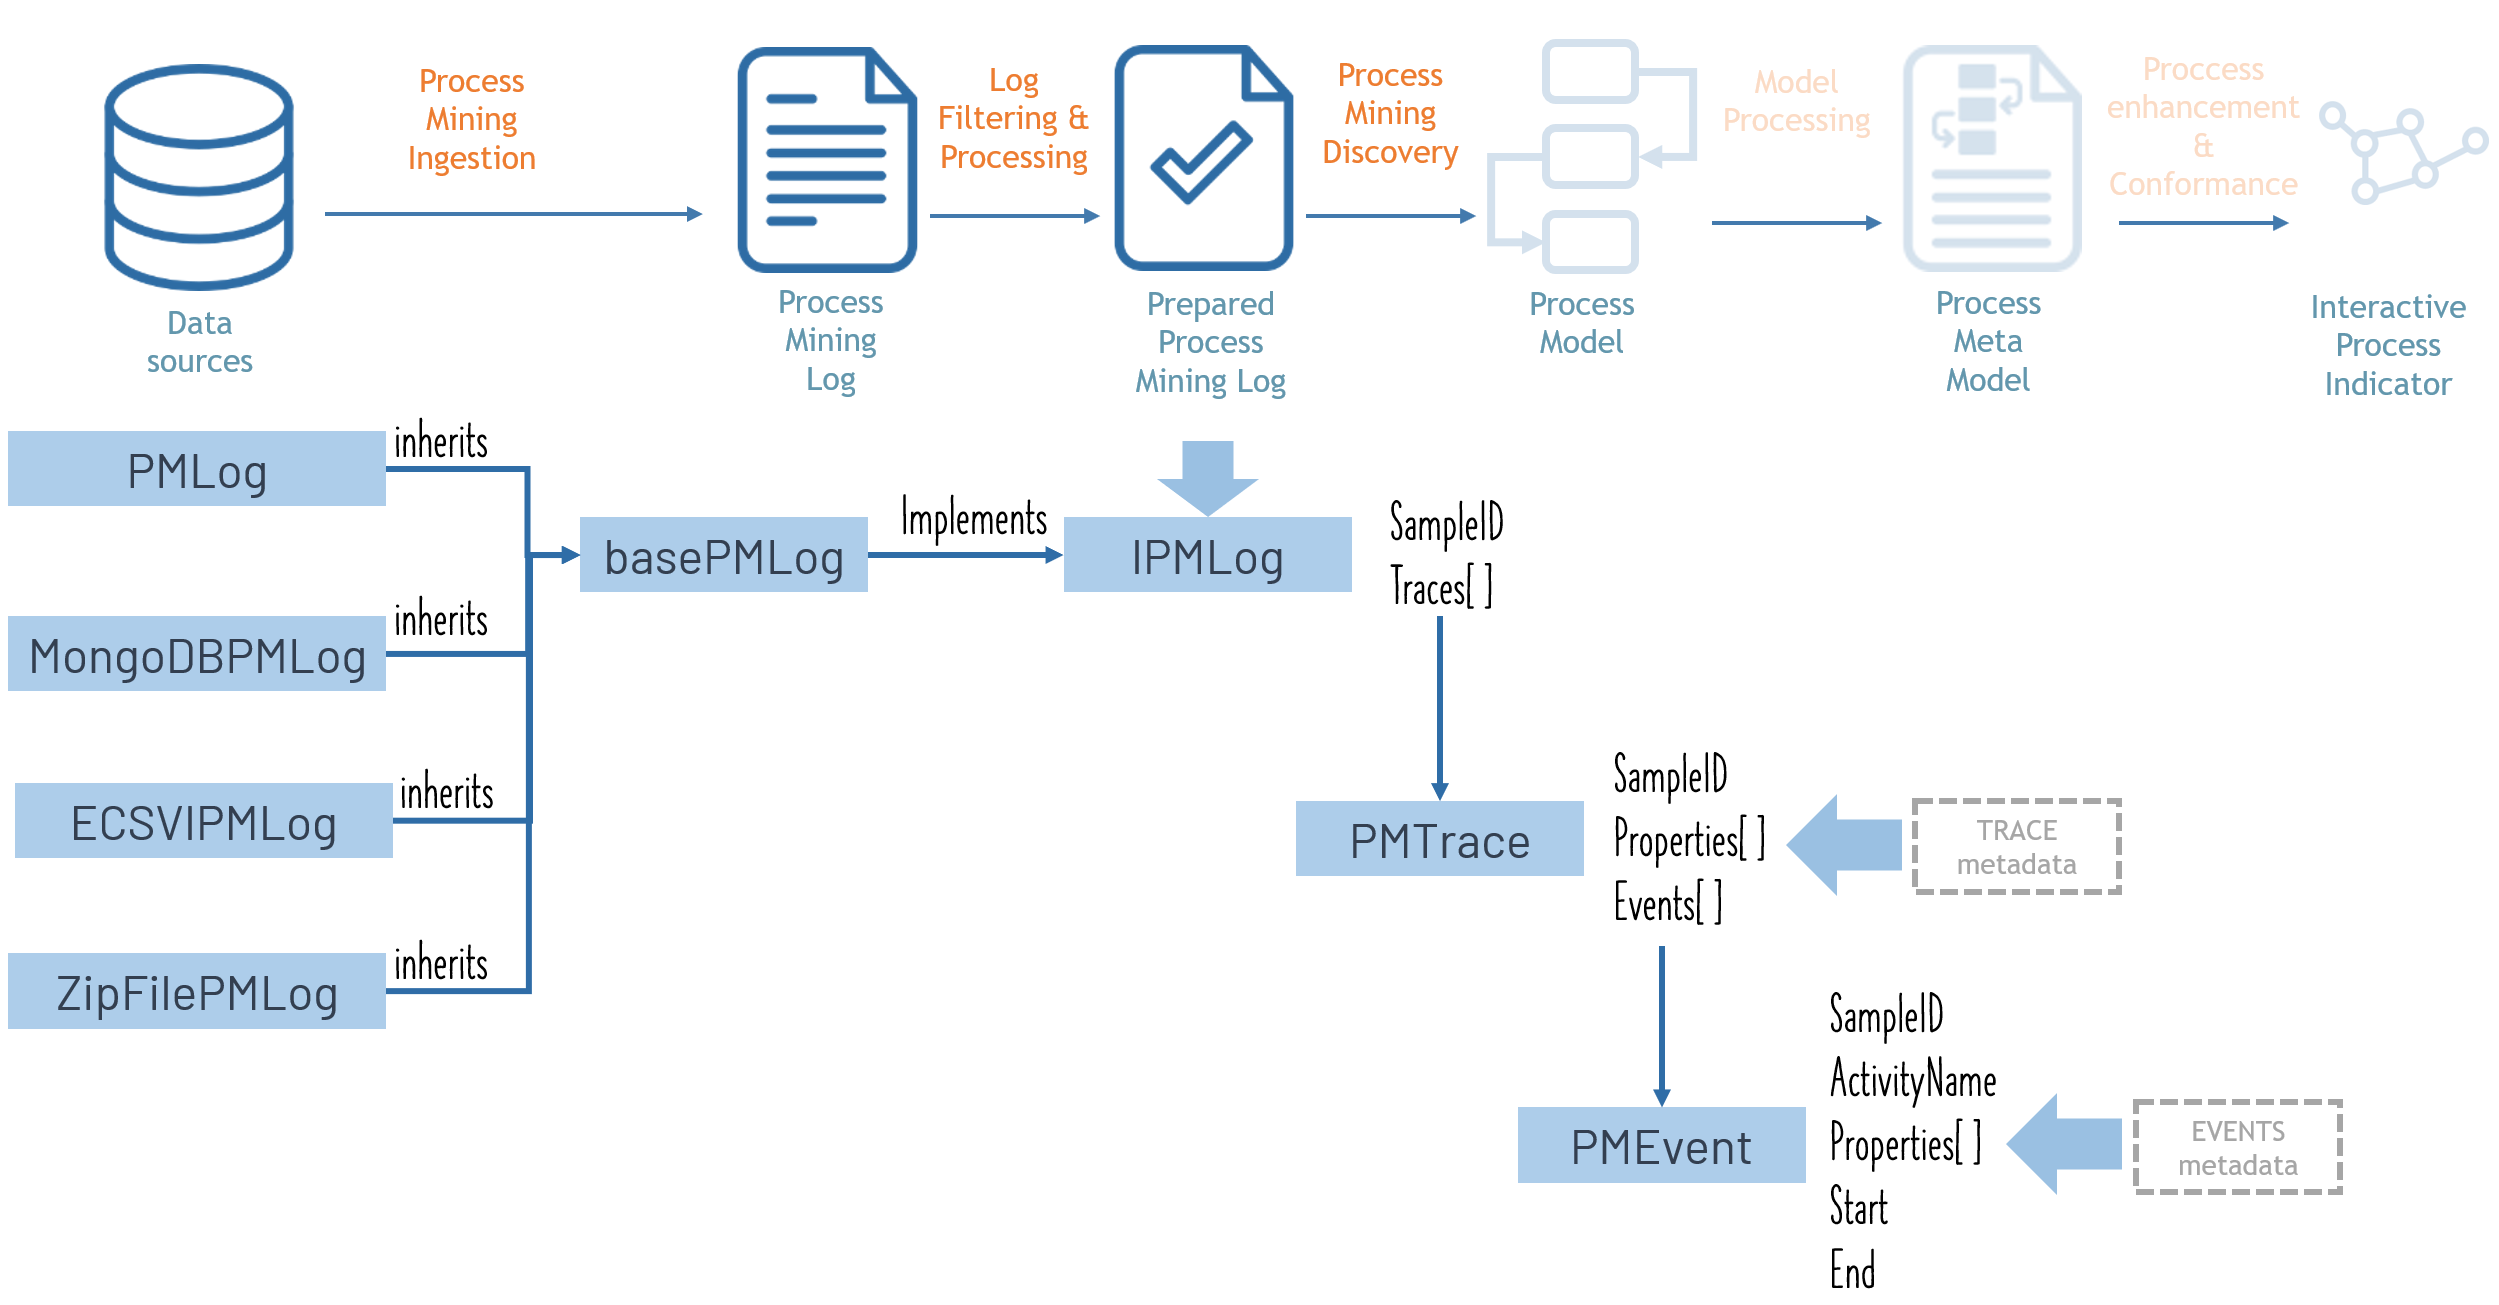 Process
Mining
Ingestion
Log
Filtering &
Processing
Process
Mining
Discovery
Model
Processing
Proccess
enhancement
&
Conformance
Data
sources
Process
Mining
Log
Prepared
Process
Mining Log
Process
Model
Process
Meta
Model
Interactive
Process
Indicator
PMLog
inherits
MongoDBPMLog
inherits
ECSVIPMLog
inherits
ZipFilePMLog
inherits
basePMLog
Implements
IPMLog
SampleID
Traces[ ]
PMTrace
SampleID
Properties[ ]
Events[ ]
TRACE
metadata
PMEvent
SampleID
ActivityName
Properties[ ]
Start
End
EVENTS
metadata